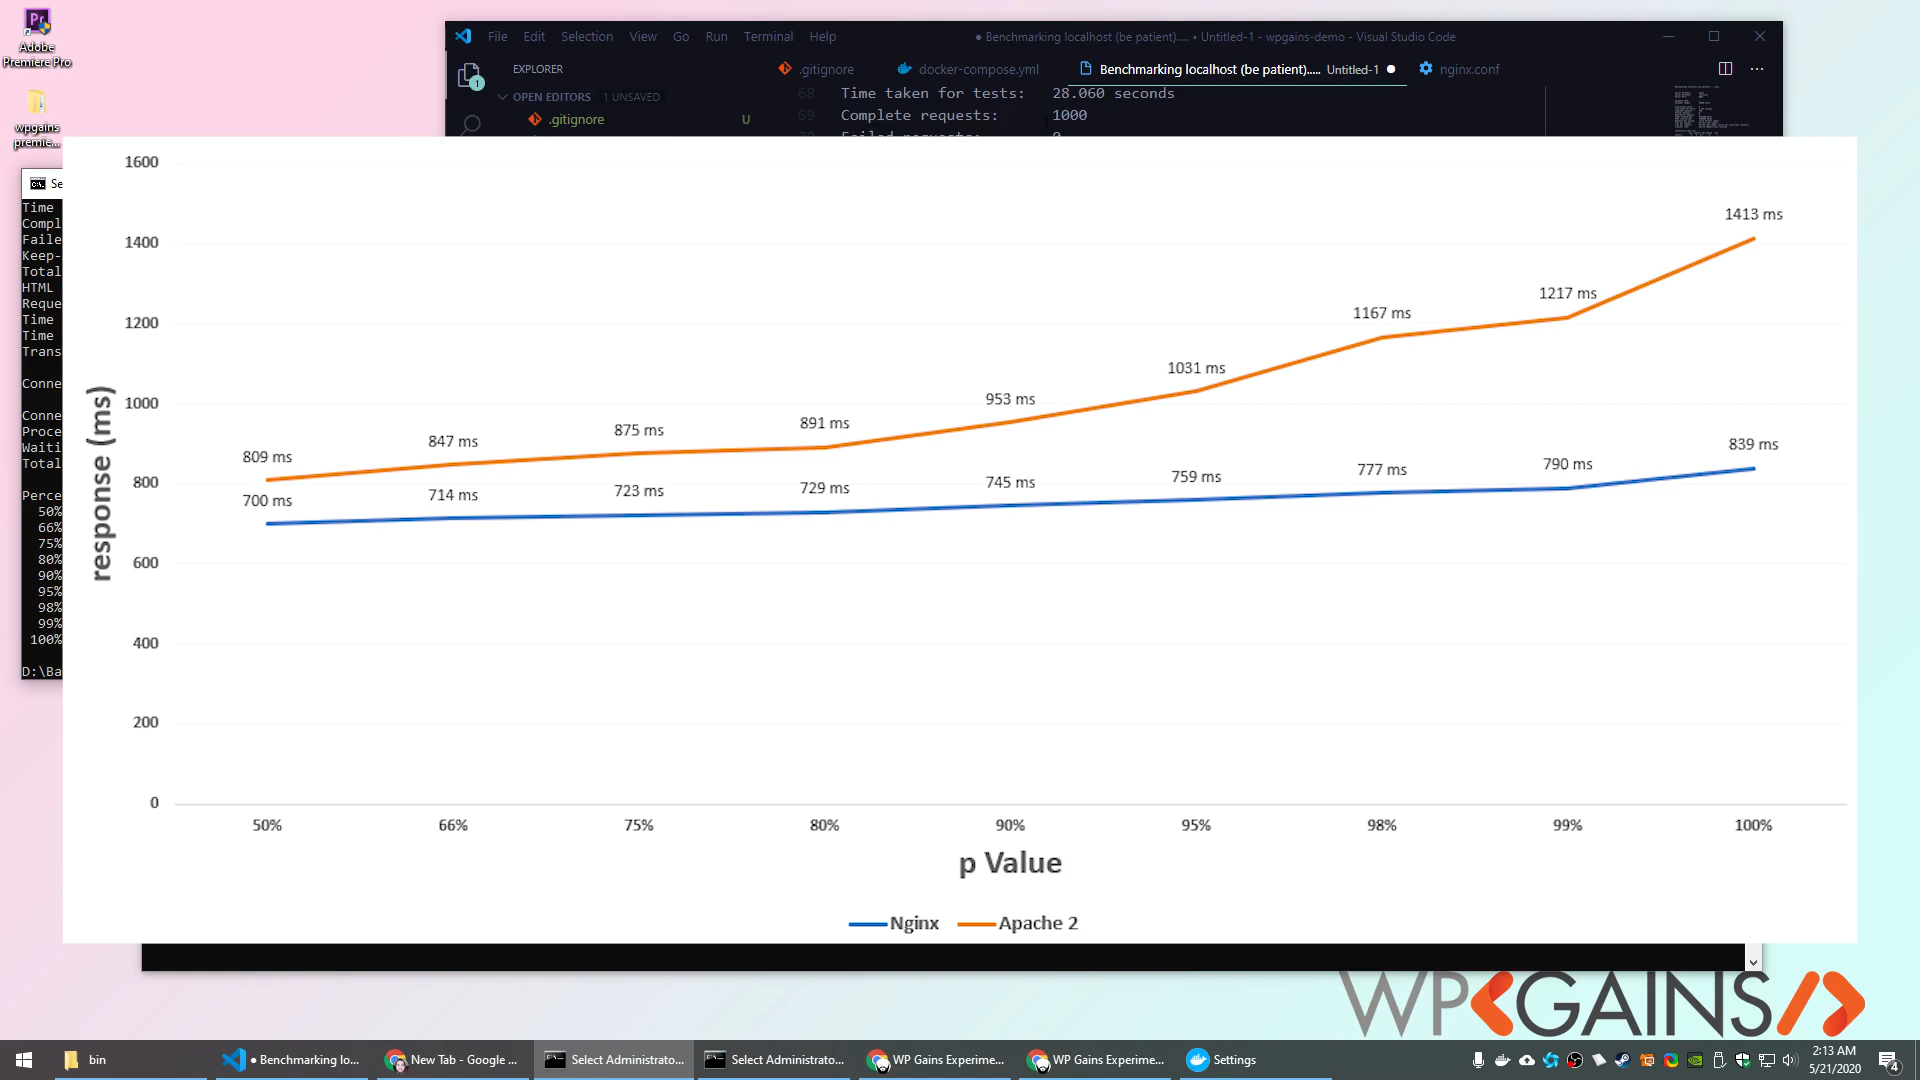 Adobe
Premiere Pro
wpgains
premie...
File Edit Selection View Go Run Terminal Help
● Benchmarking localhost (be patient)..... • Untitled-1 - wpgains-demo - Visual Studio Code
EXPLORER
.gitignore docker-compose.yml Benchmarking localhost (be patient)..... Untitled-1 ● nginx.conf
OPEN EDITORS 1 UNSAVED
.gitignore U
1
68 Time taken for tests: 28.060 seconds
69 Complete requests: 1000
Se
Time
Compl
Faile
Keep-
Total
HTML
Reque
Time
Time
Trans
Conne
Conne
Proce
Waiti
Total
Perce
50%
66%
75%
80%
90%
95%
98%
99%
100%
D:\Ba
response (ms)
1600
1400
1200
1000
800
600
400
200
0
809 ms
847 ms
875 ms
891 ms
953 ms
1031 ms
1167 ms
1217 ms
1413 ms
700 ms
714 ms
723 ms
729 ms
745 ms
759 ms
777 ms
790 ms
839 ms
50% 66% 75% 80% 90% 95% 98% 99% 100%
p Value
Nginx Apache 2
WP<GAINS/>
bin
● Benchmarking lo...
New Tab - Google ...
Select Administrato...
Select Administrato...
WP Gains Experime...
WP Gains Experime...
Settings
2:13 AM
5/21/2020
4